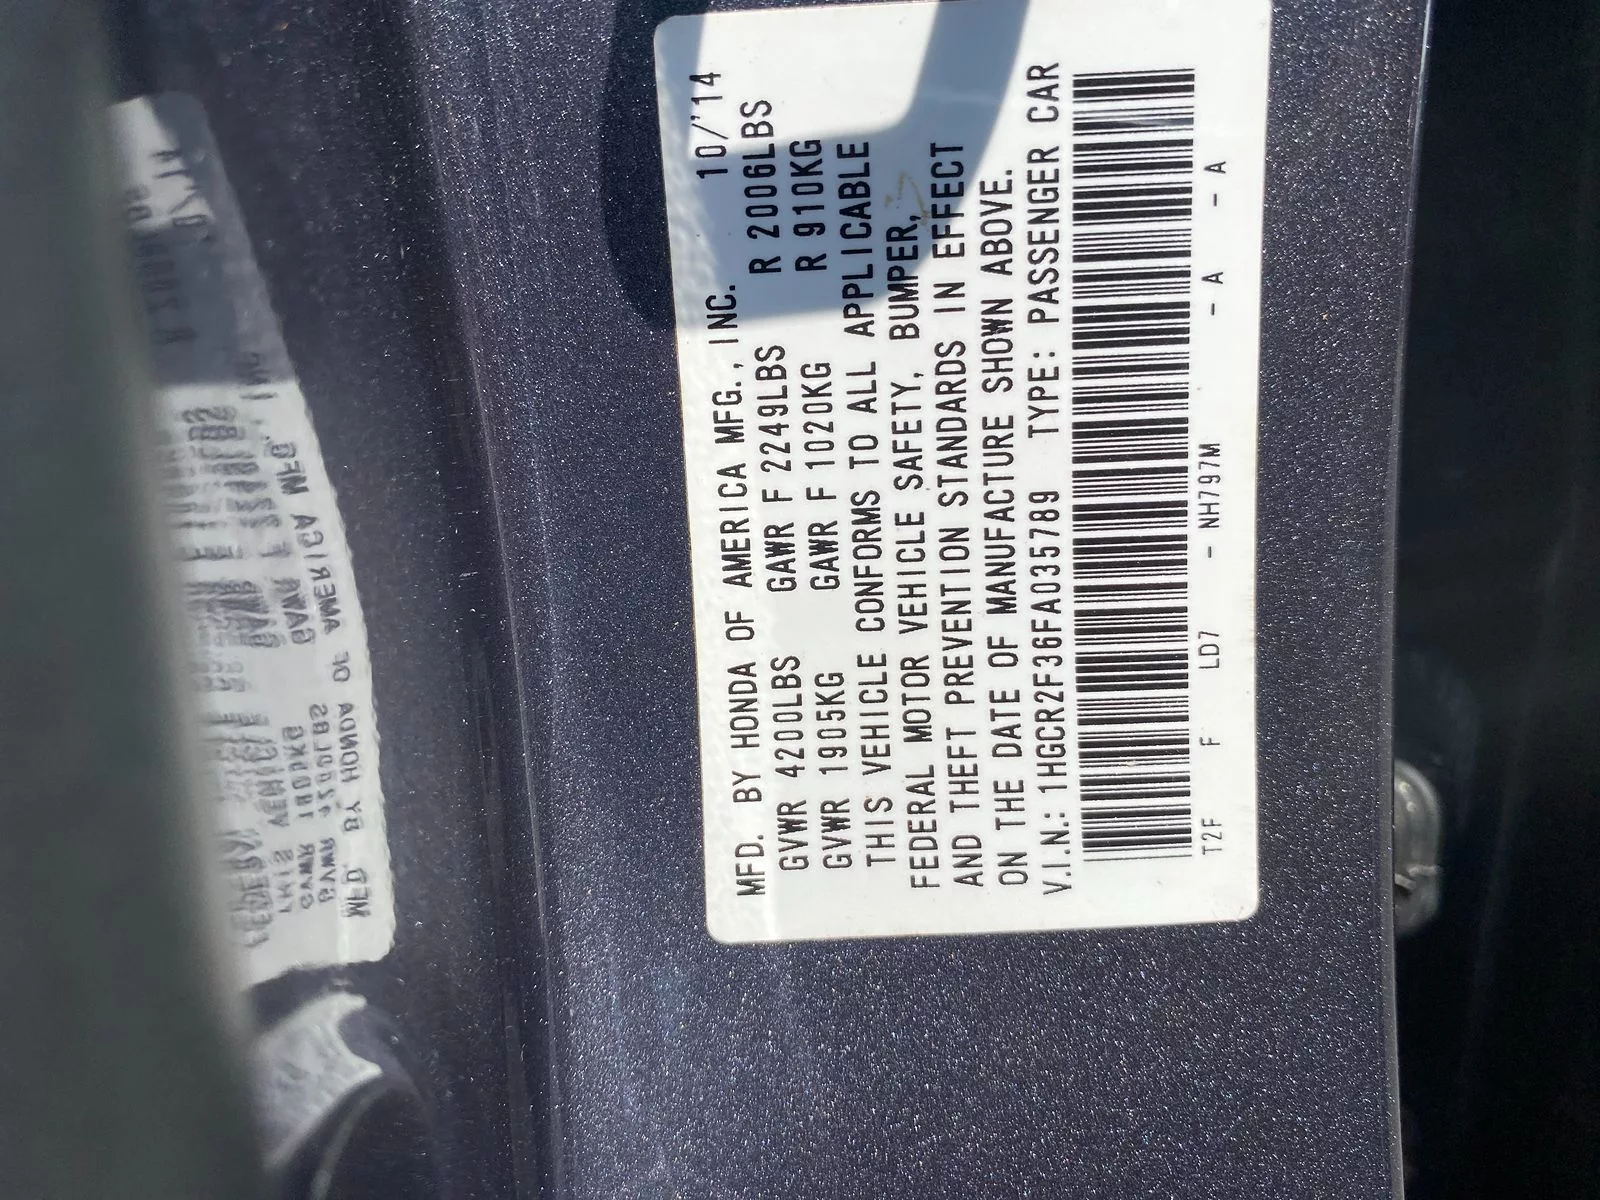 MFD. BY HONDA OF AMERICA MFG., INC. 10/'14
GVWR 4200LBS GAWR F 2249LBS R 2006LBS
GVWR 1905KG GAWR F 1020KG R 910KG
THIS VEHICLE CONFORMS TO ALL APPLICABLE
FEDERAL MOTOR VEHICLE SAFETY, BUMPER,
AND THEFT PREVENTION STANDARDS IN EFFECT
ON THE DATE OF MANUFACTURE SHOWN ABOVE.
V.I.N.: 1HGCR2F36FA035789 TYPE: PASSENGER CAR
T2F F LD7 - NH797M - A - A